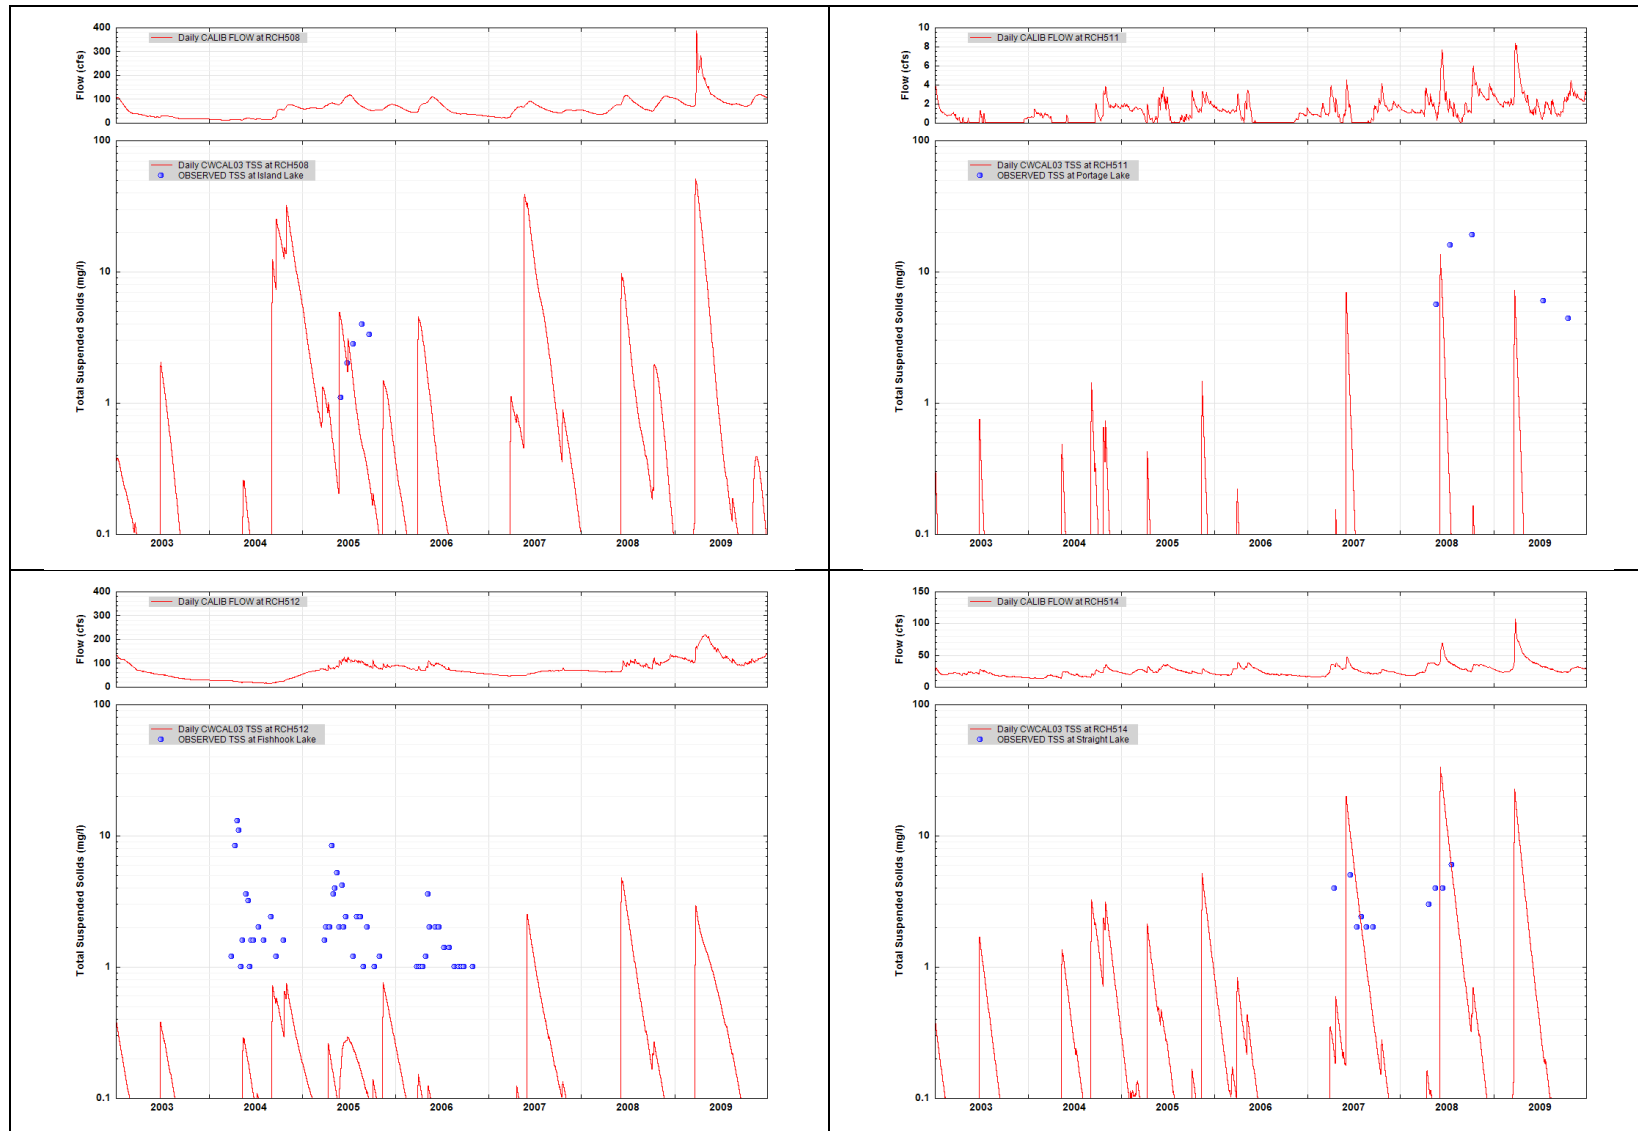 400
300
200
100
0
Flow (cfs)
Daily CALIB FLOW at RCH508
100
10
1
0.1
Total Suspended Solids (mg/l)
Daily CWCAL03 TSS at RCH508
OBSERVED TSS at Island Lake
2003 2004 2005 2006 2007 2008 2009
10
8
6
4
2
0
Flow (cfs)
Daily CALIB FLOW at RCH511
100
10
1
0.1
Total Suspended Solids (mg/l)
Daily CWCAL03 TSS at RCH511
OBSERVED TSS at Portage Lake
2003 2004 2005 2006 2007 2008 2009
400
300
200
100
0
Flow (cfs)
Daily CALIB FLOW at RCH512
100
10
1
0.1
Total Suspended Solids (mg/l)
Daily CWCAL03 TSS at RCH512
OBSERVED TSS at Fishhook Lake
2003 2004 2005 2006 2007 2008 2009
150
100
50
0
Flow (cfs)
Daily CALIB FLOW at RCH514
100
10
1
0.1
Total Suspended Solids (mg/l)
Daily CWCAL03 TSS at RCH514
OBSERVED TSS at Straight Lake
2003 2004 2005 2006 2007 2008 2009